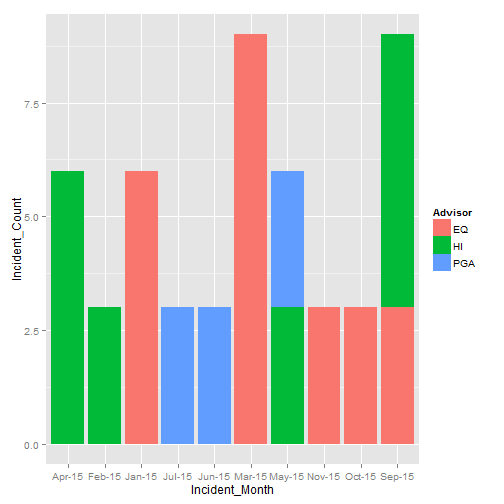 7.5
5.0
2.5
0.0
Incident_Count
Apr-15 Feb-15 Jan-15 Jul-15 Jun-15 Mar-15 May-15 Nov-15 Oct-15 Sep-15
Incident_Month
Advisor
EQ
HI
PGA